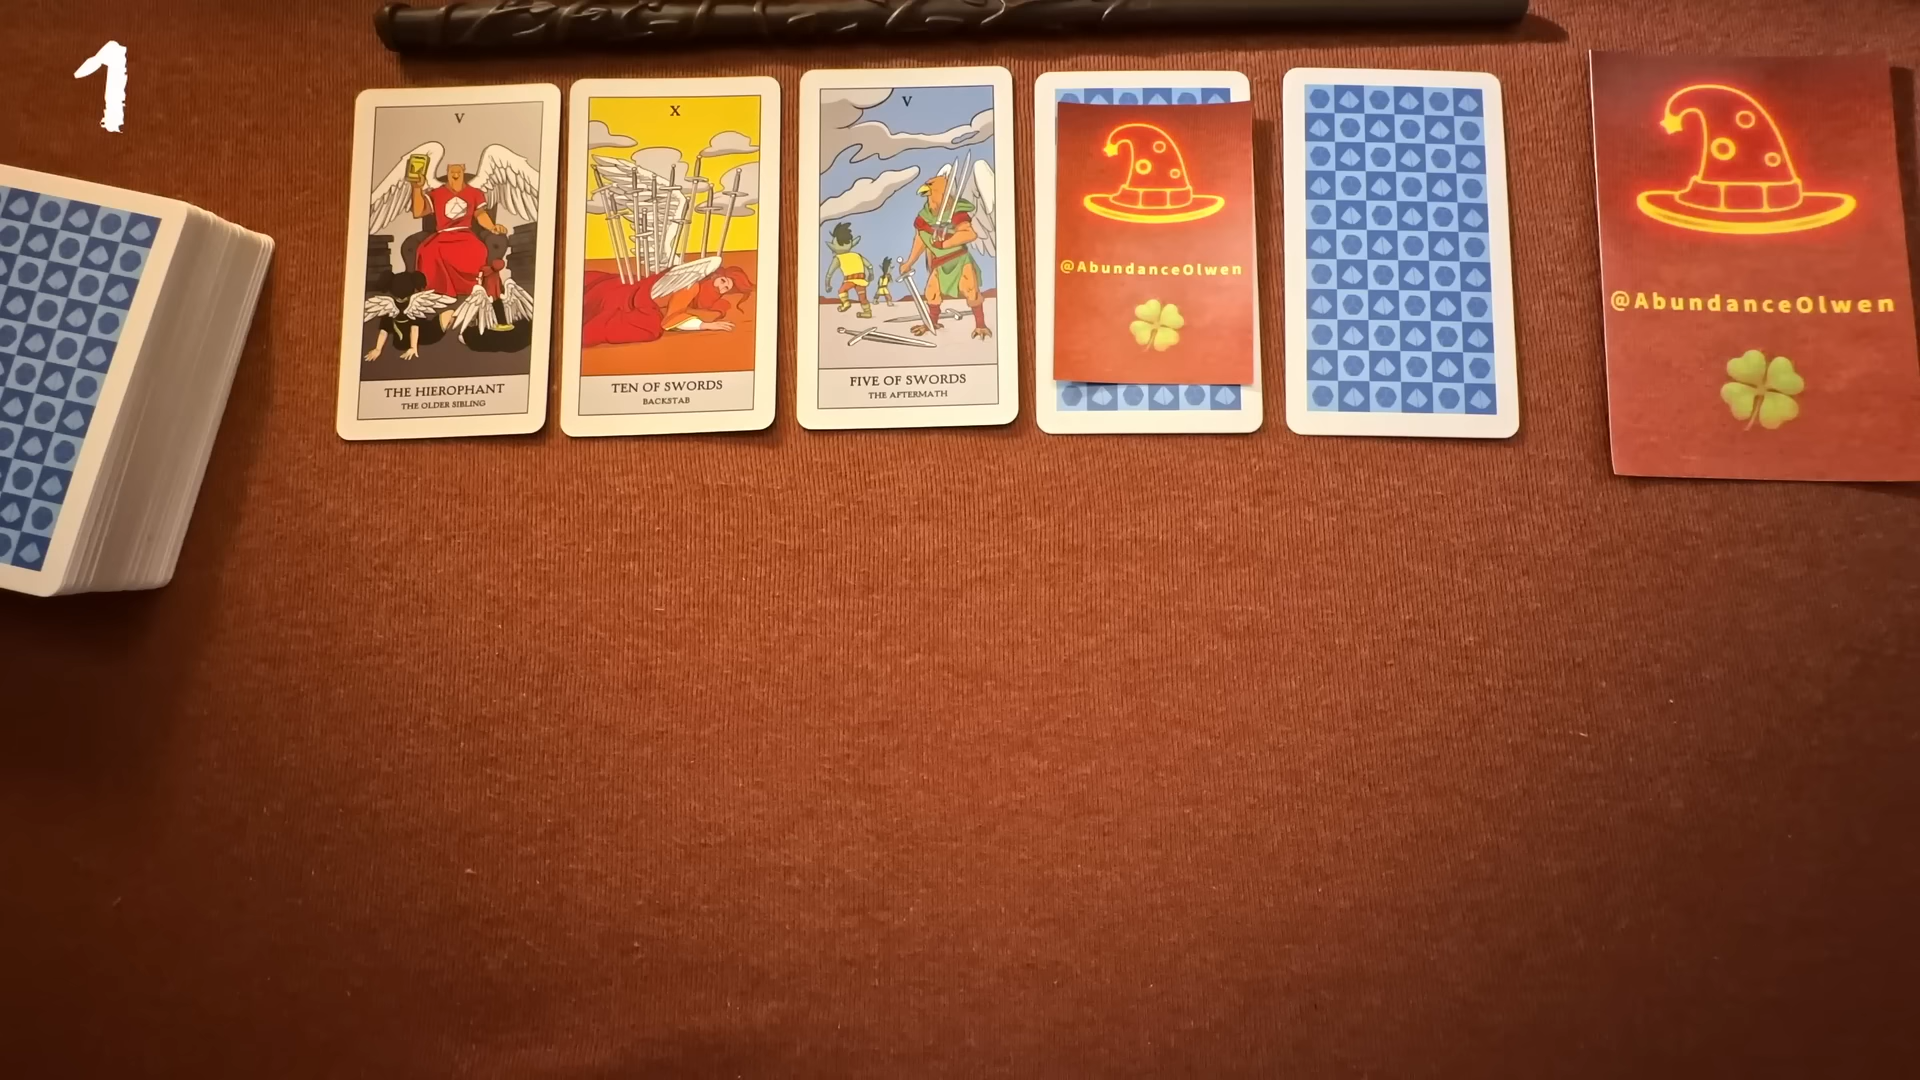 1
V
THE HIEROPHANT
THE OLDER SIBLING
X
TEN OF SWORDS
BACKSTAB
V
FIVE OF SWORDS
THE AFTERMATH
@AbundanceOlwen
@AbundanceOlwen